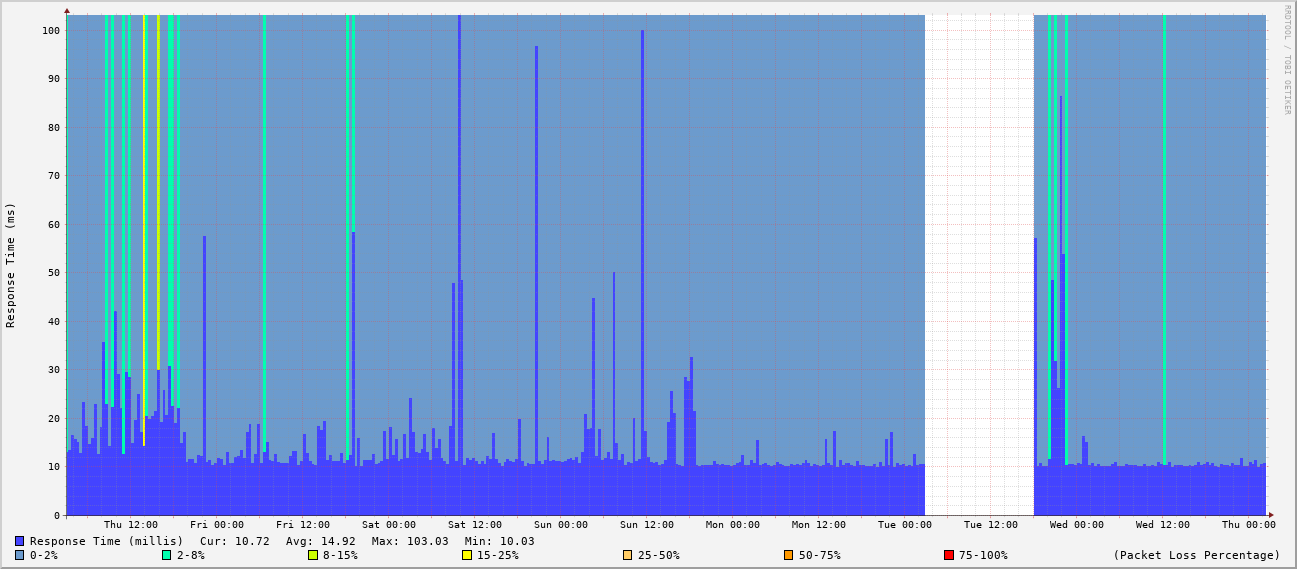 RRDTOOL / TOBI OETIKER
Response Time (ms)
100
90
80
70
60
50
40
30
20
10
0
Thu 12:00 Fri 00:00 Fri 12:00 Sat 00:00 Sat 12:00 Sun 00:00 Sun 12:00 Mon 00:00 Mon 12:00 Tue 00:00 Tue 12:00 Wed 00:00 Wed 12:00 Thu 00:00
Response Time (millis) Cur: 10.72 Avg: 14.92 Max: 103.03 Min: 10.03
0-2% 2-8% 8-15% 15-25% 25-50% 50-75% 75-100% (Packet Loss Percentage)